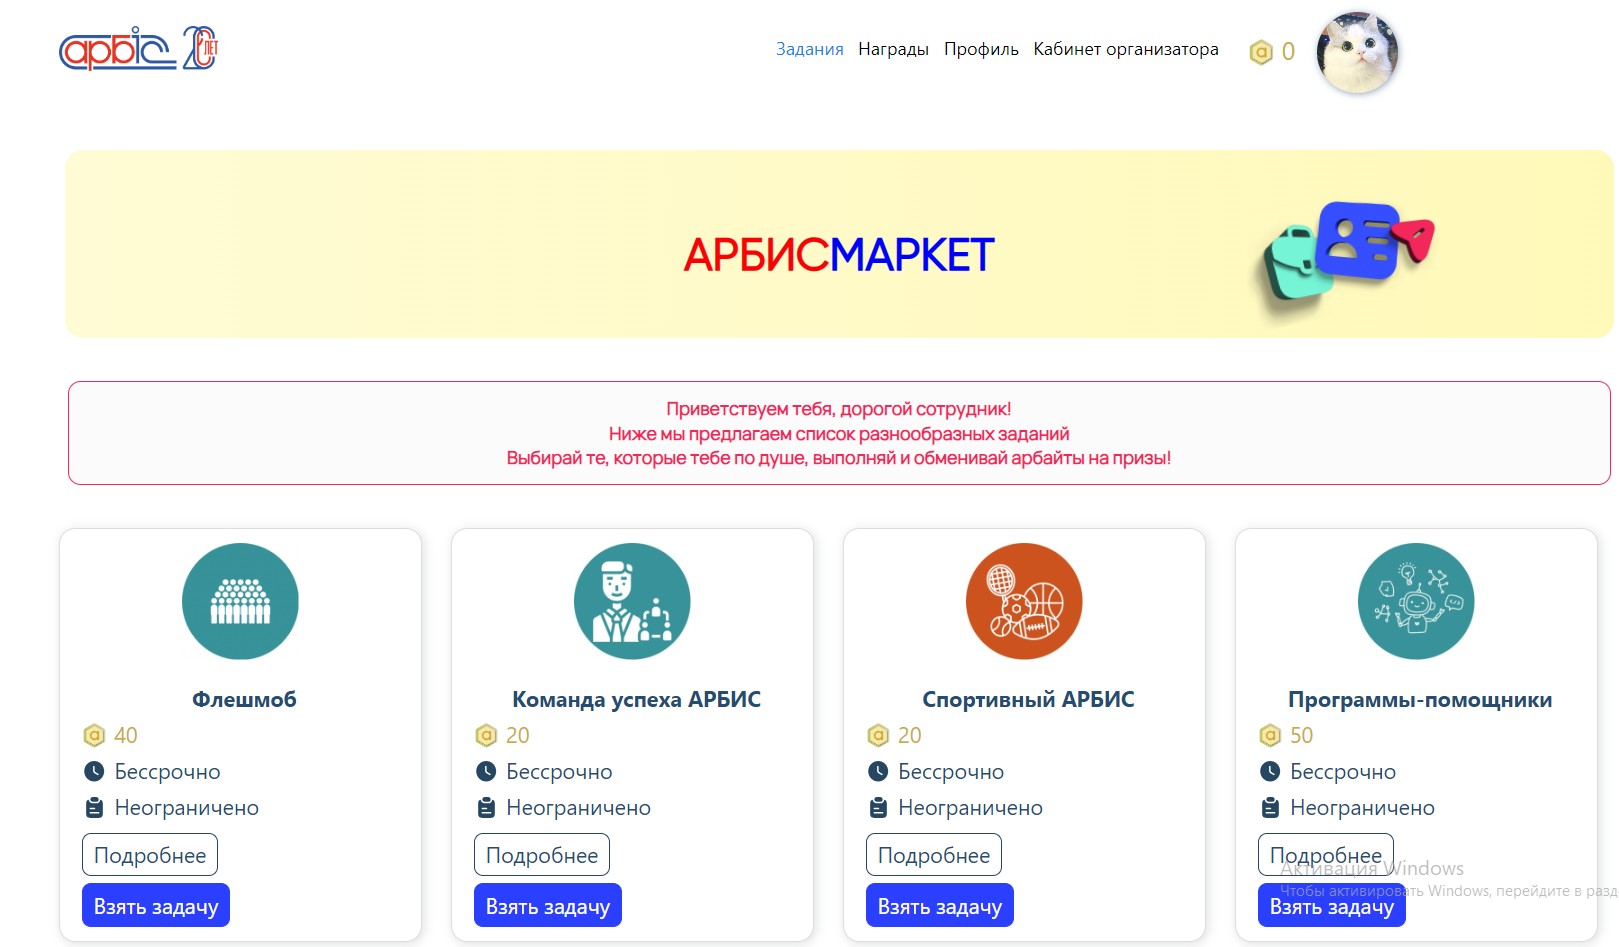 арбіс 20 лет
Задания Награды Профиль Кабинет организатора 0
АРБИСМАРКЕТ
Приветствуем тебя, дорогой сотрудник!
Ниже мы предлагаем список разнообразных заданий
Выбирай те, которые тебе по душе, выполняй и обменивай арбайты на призы!
Флешмоб
40
Бессрочно
Неограничено
Подробнее
Взять задачу
Команда успеха АРБИС
20
Бессрочно
Неограничено
Подробнее
Взять задачу
Спортивный АРБИС
20
Бессрочно
Неограничено
Подробнее
Взять задачу
Программы-помощники
50
Бессрочно
Неограничено
Подробнее
Взять задачу
Активация Windows
Чтобы активировать Windows, перейдите в разд